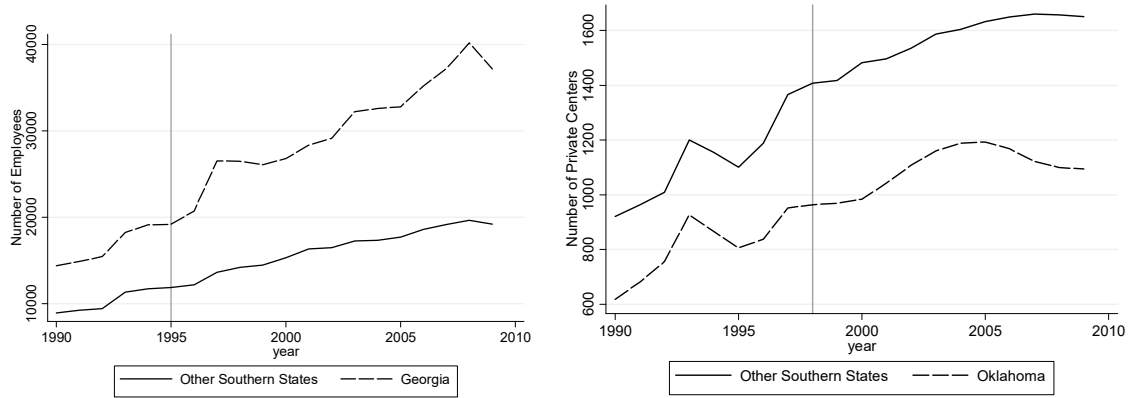 Number of Employees
40000
30000
20000
10000
1990 1995 2000 2005 2010
year
Other Southern States Georgia
Number of Private Centers
1600
1400
1200
1000
800
600
1990 1995 2000 2005 2010
year
Other Southern States Oklahoma